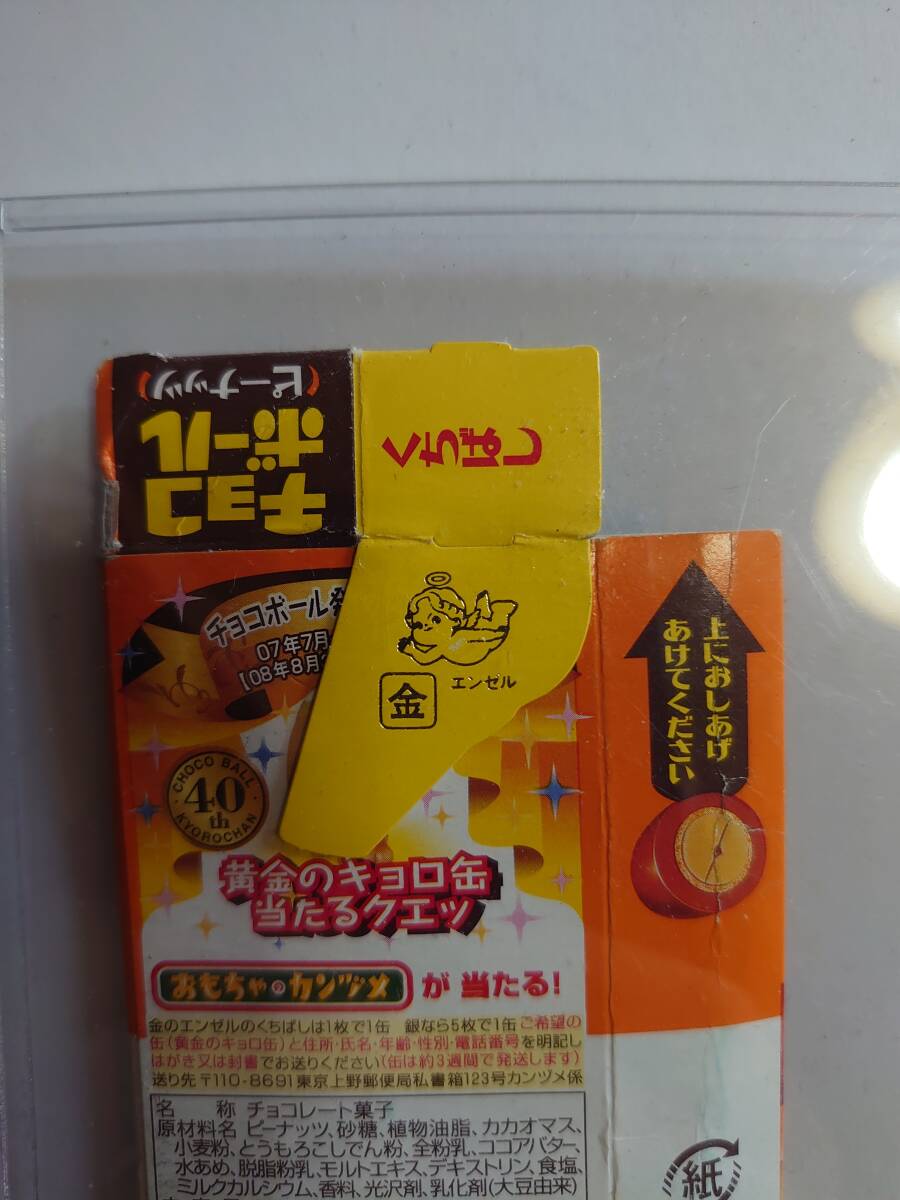 チョコ
ボール
(ピーナッツ)
くちばし
エンゼル
金
上におしあげ
あけてください
チョコボール発
07年7月
【08年8月
CHOCO BALL
40th
KYOROCHAN
黄金のキョロ缶
当たるクエッ
おもちゃのカンヅメ が 当たる!
金のエンゼルのくちばしは1枚で1缶 銀なら5枚で1缶ご希望の
缶(黄金のキョロ缶)と住所・氏名・年齢・性別・電話番号を明記し
はがき又は封書でお送りください(缶は約3週間で発送します)
送り先 〒110-8691東京上野郵便局私書箱123号カンヅメ係
名 称 チョコレート菓子
原材料名 ピーナッツ、砂糖、植物油脂、カカオマス、
小麦粉、とうもろこしでん粉、全粉乳、ココアバター、
水あめ、脱脂粉乳、モルトエキス、デキストリン、食塩、
ミルクカルシウム、香料、光沢剤、乳化剤(大豆由来)
紙